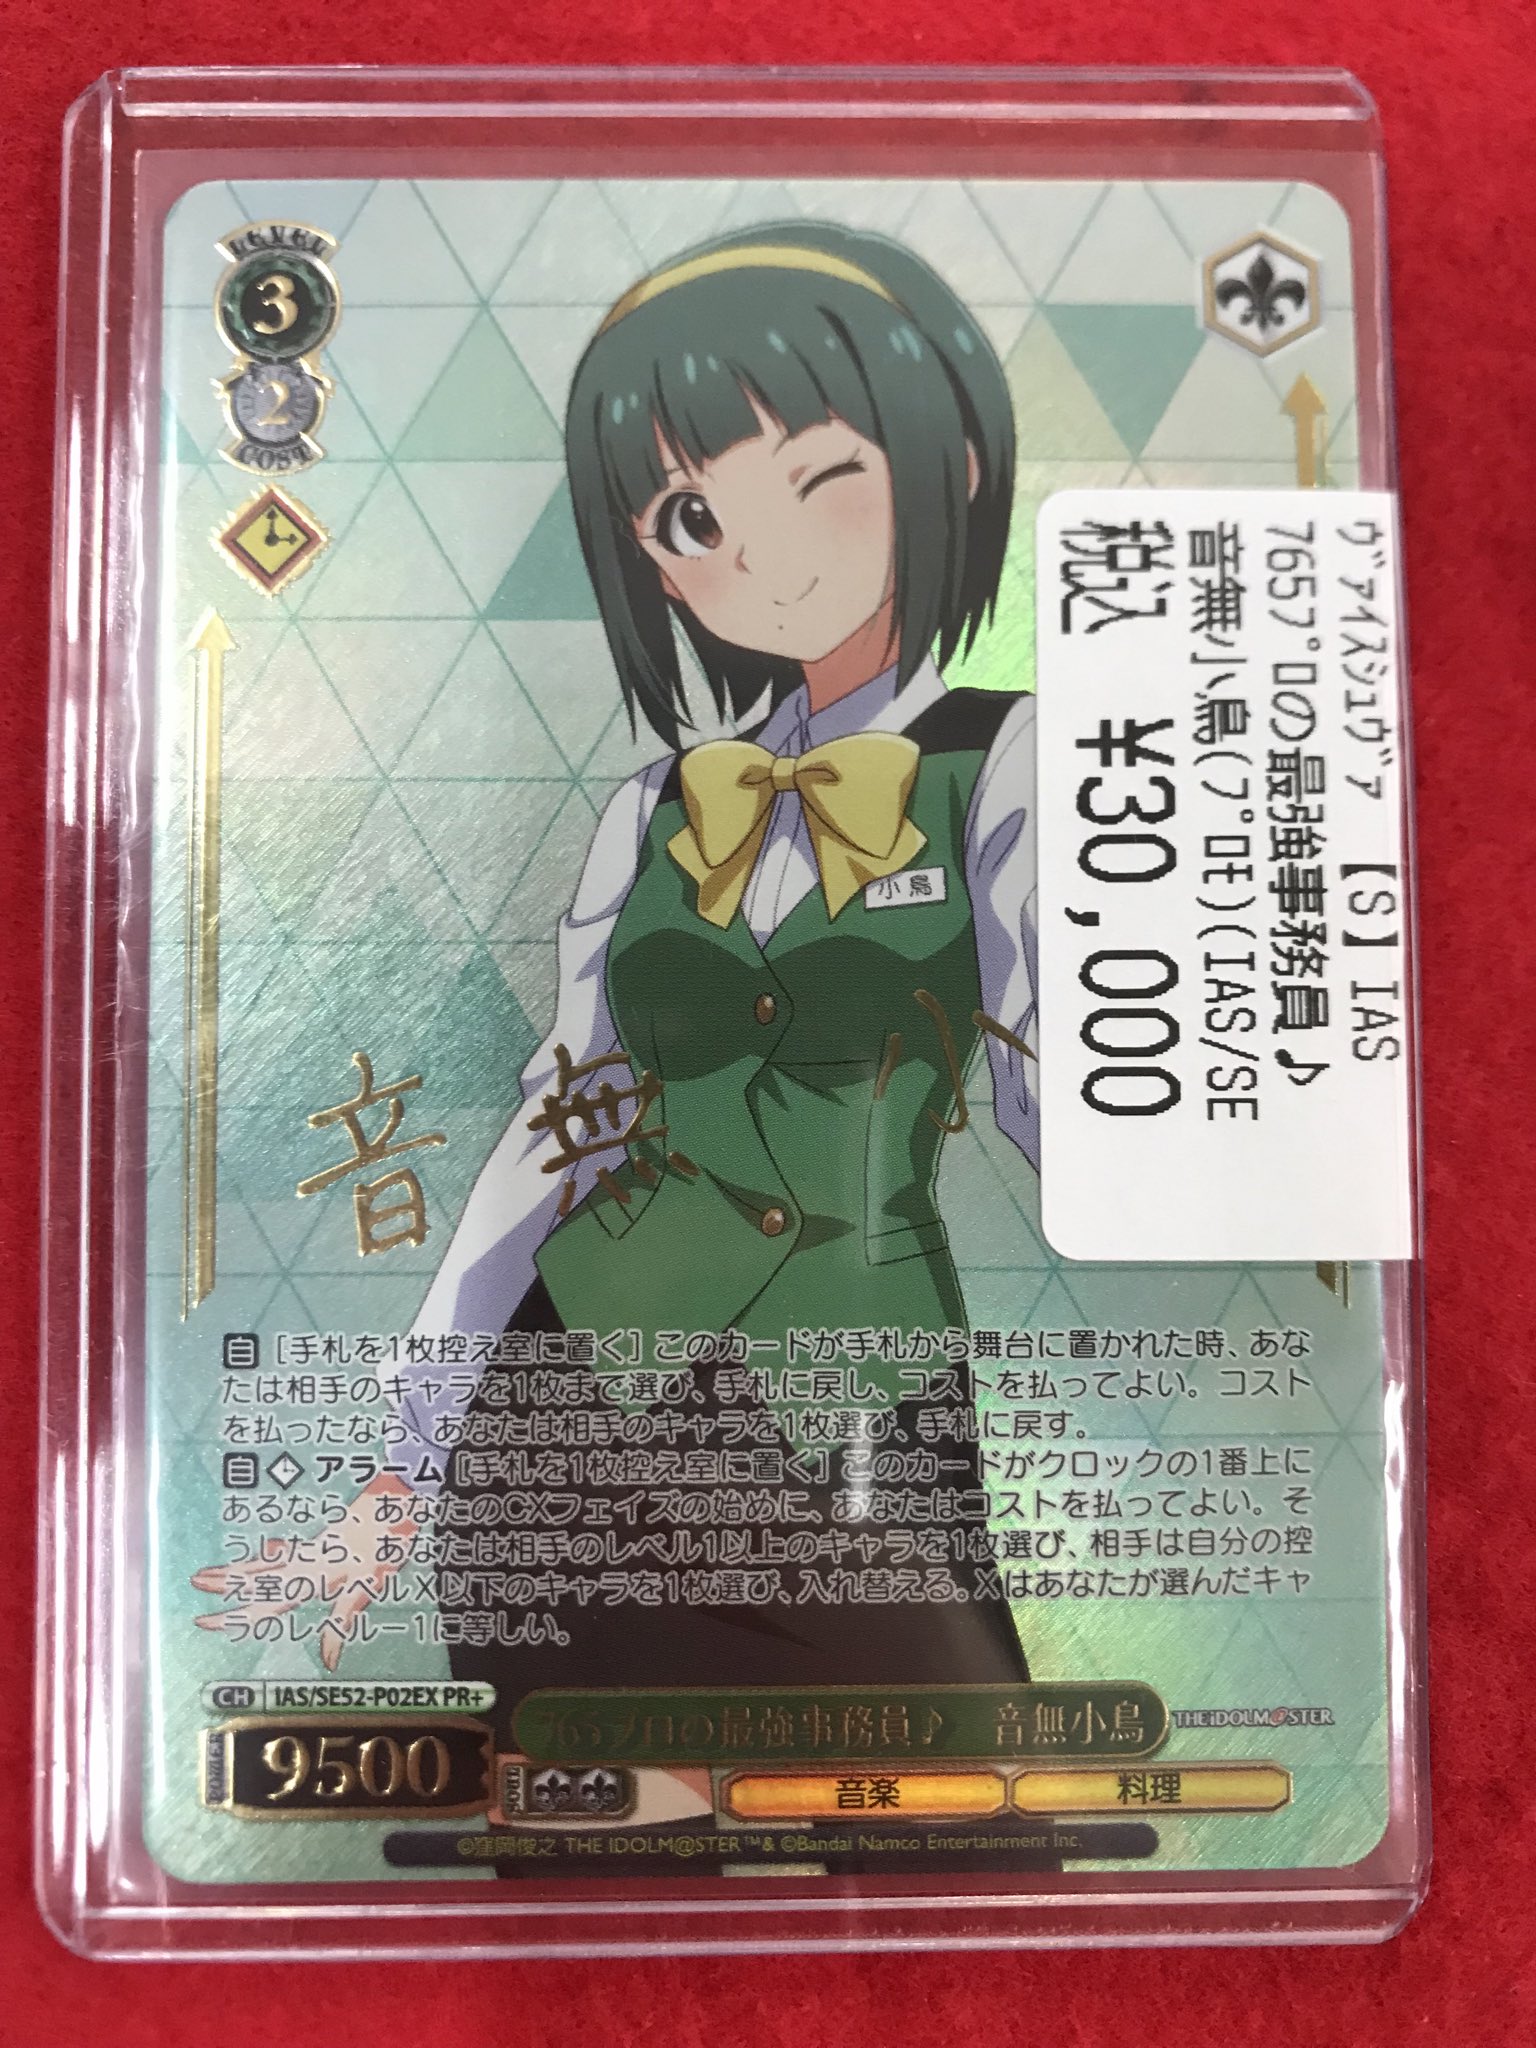 LEVEL
3
2
COST
ヴァイスシュヴァ 【S】IAS
765プロの最強事務員♪
音無小鳥(プロモ)(IAS/SE
税込 ¥30,000
小鳥
音無小
自 [手札を1枚控え室に置く] このカードが手札から舞台に置かれた時、あな
たは相手のキャラを1枚まで選び、手札に戻し、コストを払ってよい。コスト
を払ったなら、あなたは相手のキャラを1枚選び、手札に戻す。
自 アラーム [手札を1枚控え室に置く] このカードがクロックの1番上に
あるなら、あなたのCXフェイズの始めに、あなたはコストを払ってよい。そ
うしたら、あなたは相手のレベル1以上のキャラを1枚選び、相手は自分の控
え室のレベルX以下のキャラを1枚選び、入れ替える。Xはあなたが選んだキャ
ラのレベル－1に等しい。
CH IAS/SE52-P02EX PR+
765プロの最強事務員♪ 音無小鳥
THE iDOLM@STER
POWER 9500
音楽 料理
©窪岡俊之 THE IDOLM@STER™& ©Bandai Namco Entertainment Inc.